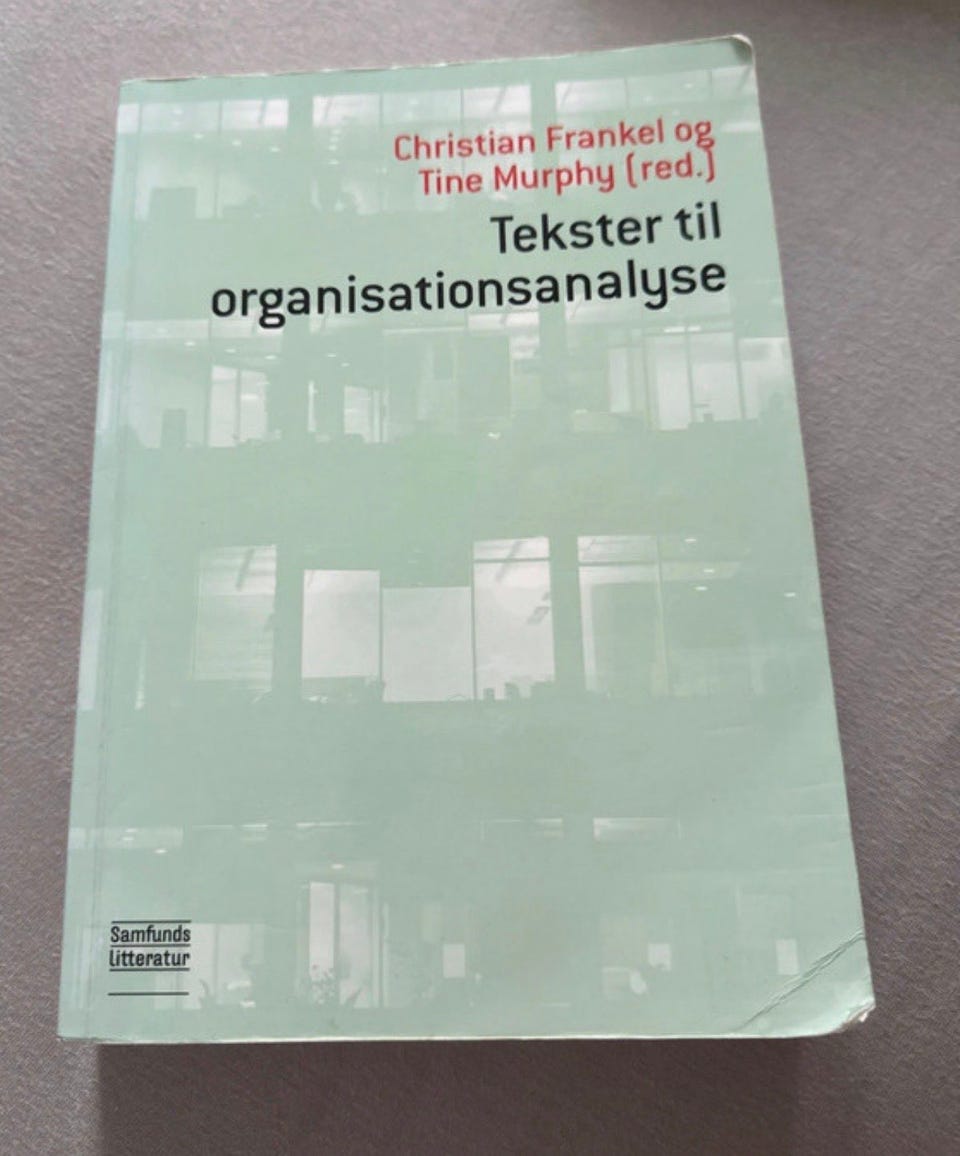 Christian Frankel og
Tine Murphy (red.)
Tekster til
organisationsanalyse
Samfunds
litteratur